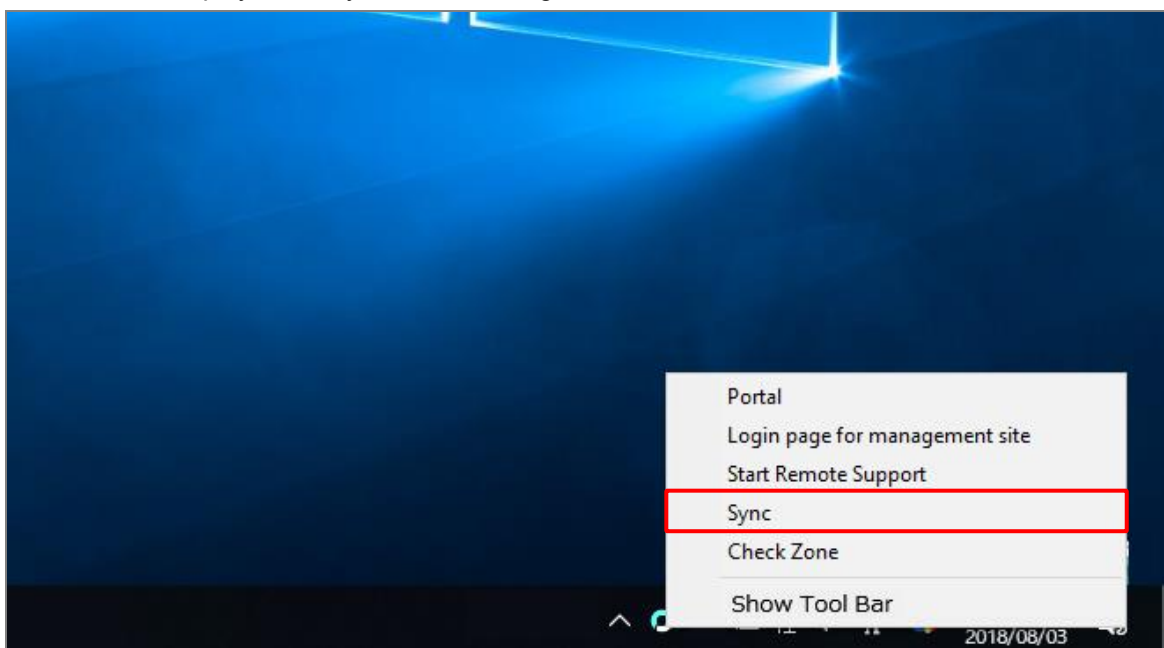 Portal
Login page for management site
Start Remote Support
Sync
Check Zone
Show Tool Bar
2018/08/03